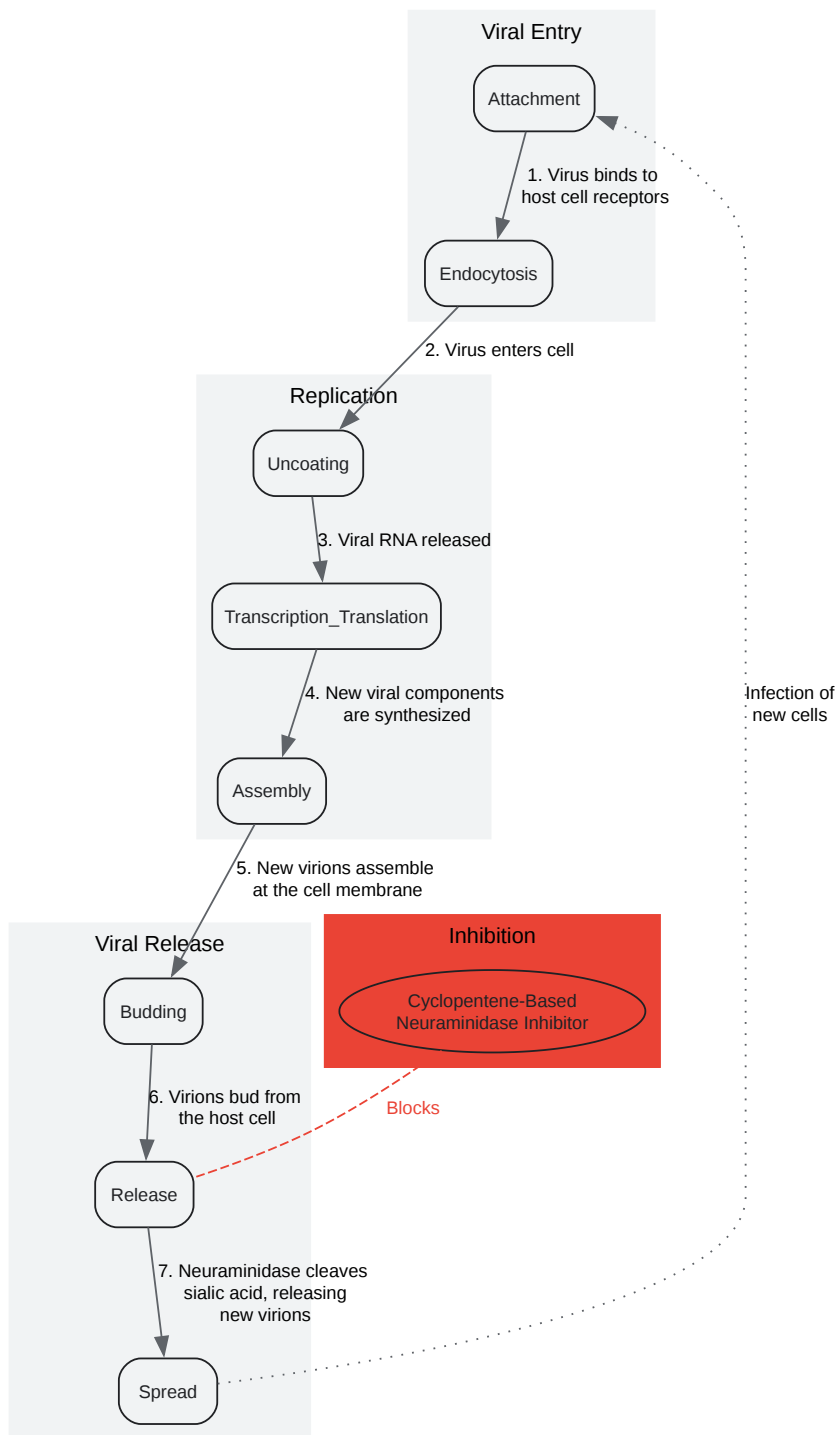 Viral Entry
Attachment
1. Virus binds to
host cell receptors
Endocytosis
2. Virus enters cell
Replication
Uncoating
3. Viral RNA released
Transcription_Translation
4. New viral components
are synthesized
Infection of
new cells
Assembly
5. New virions assemble
at the cell membrane
Viral Release
Inhibition
Budding
Cyclopentene-Based
Neuraminidase Inhibitor
6. Virions bud from
the host cell
Blocks
Release
7. Neuraminidase cleaves
sialic acid, releasing
new virions
Spread